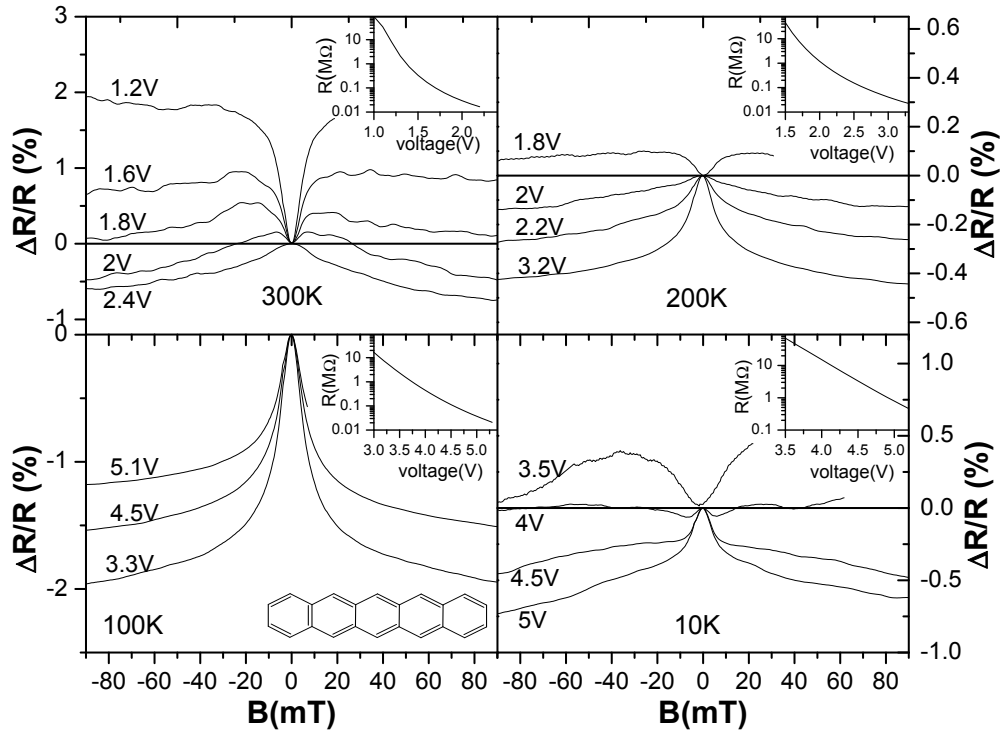 3
2
1
0
-1
ΔR/R (%)
1.2V
1.6V
1.8V
2V
2.4V
300K
R(MΩ)
10
1
0.1
0.01
1.0 1.5 2.0
voltage(V)
1.8V
2V
2.2V
3.2V
200K
R(MΩ)
10
1
0.1
0.01
1.5 2.0 2.5 3.0
voltage(V)
0.6
0.4
0.2
0.0
-0.2
-0.4
-0.6
ΔR/R (%)
0
-1
-2
ΔR/R (%)
5.1V
4.5V
3.3V
100K
R(MΩ)
10
1
0.1
0.01
3.0 3.5 4.0 4.5 5.0
voltage(V)
-80 -60 -40 -20 0 20 40 60 80
B(mT)
3.5V
4V
4.5V
5V
10K
R(MΩ)
10
1
0.1
3.5 4.0 4.5 5.0
voltage(V)
1.0
0.5
0.0
-0.5
-1.0
ΔR/R (%)
-80 -60 -40 -20 0 20 40 60 80
B(mT)